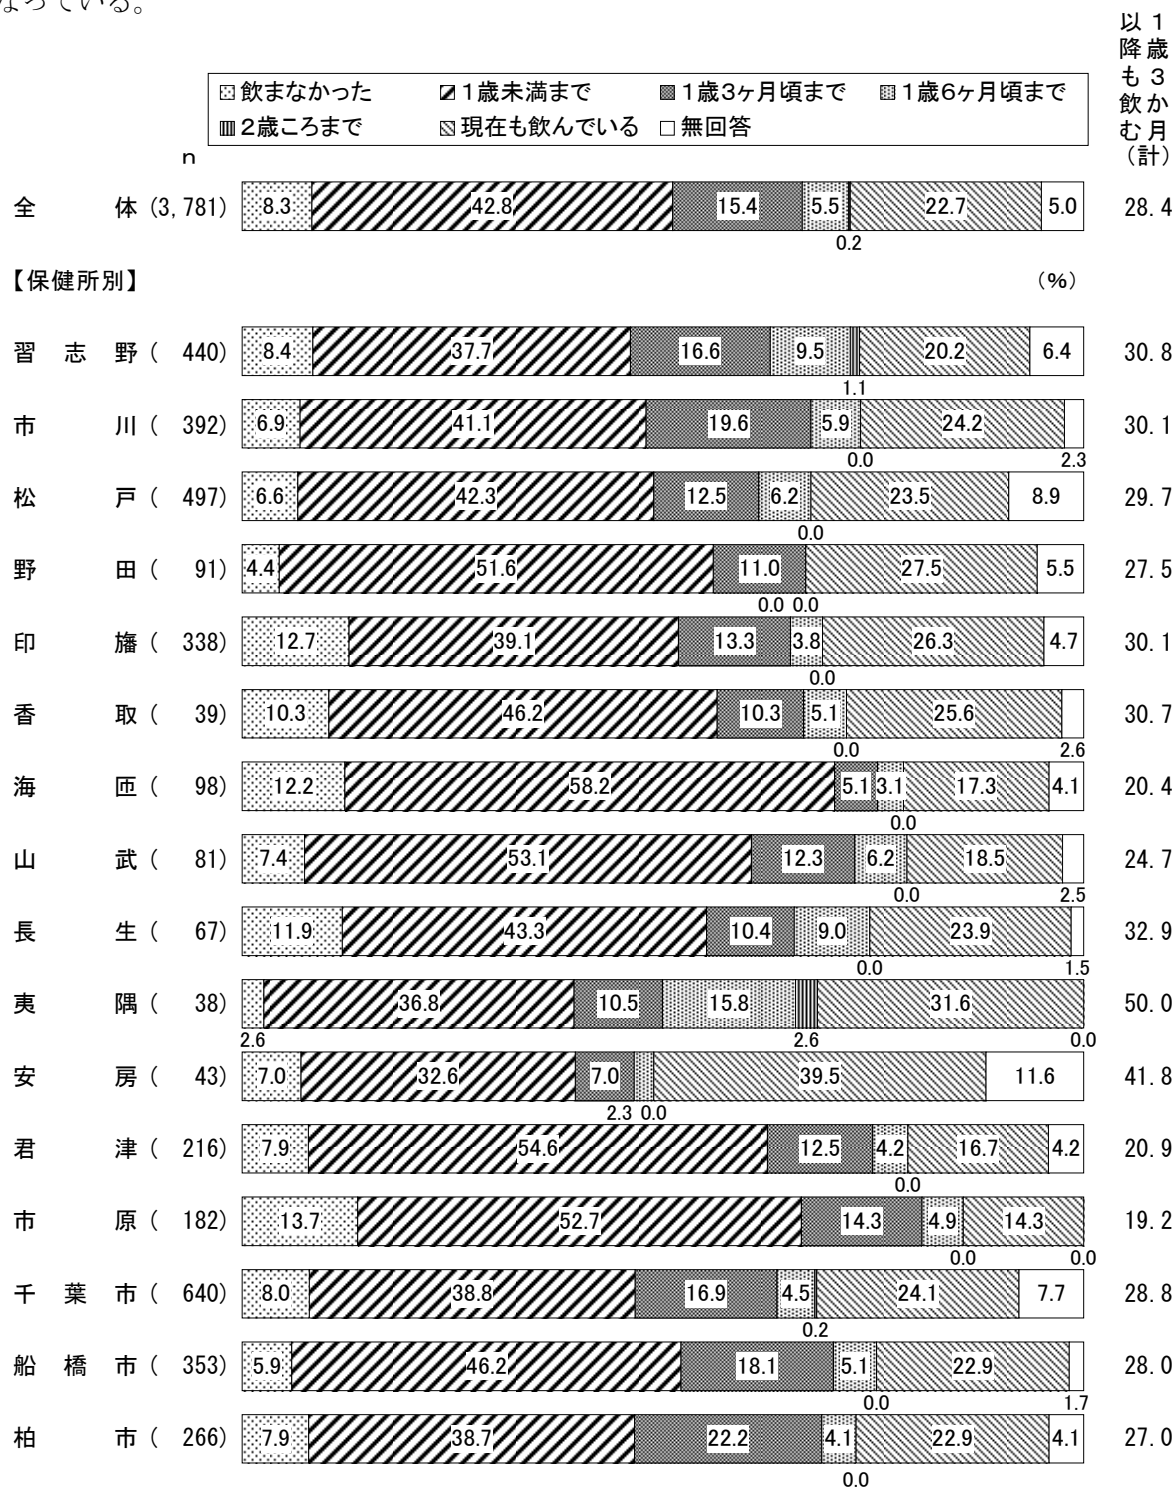 なっている。
以降も飲む(計)
1歳3か月
飲まなかった 1歳未満まで 1歳3ヶ月頃まで 1歳6ヶ月頃まで
2歳ころまで 現在も飲んでいる 無回答
n
全体(3,781) 8.3 42.8 15.4 5.5 22.7 5.0 28.4
0.2
【保健所別】 (%)
習志野( 440) 8.4 37.7 16.6 9.5 20.2 6.4 30.8
1.1
市川( 392) 6.9 41.1 19.6 5.9 24.2 30.1
0.0 2.3
松戸( 497) 6.6 42.3 12.5 6.2 23.5 8.9 29.7
0.0
野田( 91) 4.4 51.6 11.0 27.5 5.5 27.5
0.0 0.0
印旛( 338) 12.7 39.1 13.3 3.8 26.3 4.7 30.1
0.0
香取( 39) 10.3 46.2 10.3 5.1 25.6 30.7
0.0 2.6
海匝( 98) 12.2 58.2 5.1 3.1 17.3 4.1 20.4
0.0
山武( 81) 7.4 53.1 12.3 6.2 18.5 24.7
0.0 2.5
長生( 67) 11.9 43.3 10.4 9.0 23.9 32.9
0.0 1.5
夷隅( 38) 36.8 10.5 15.8 31.6 50.0
2.6 2.6 0.0
安房( 43) 7.0 32.6 7.0 39.5 11.6 41.8
2.3 0.0
君津( 216) 7.9 54.6 12.5 4.2 16.7 4.2 20.9
0.0
市原( 182) 13.7 52.7 14.3 4.9 14.3 19.2
0.0 0.0
千葉市( 640) 8.0 38.8 16.9 4.5 24.1 7.7 28.8
0.2
船橋市( 353) 5.9 46.2 18.1 5.1 22.9 28.0
0.0 1.7
柏市( 266) 7.9 38.7 22.2 4.1 22.9 4.1 27.0
0.0